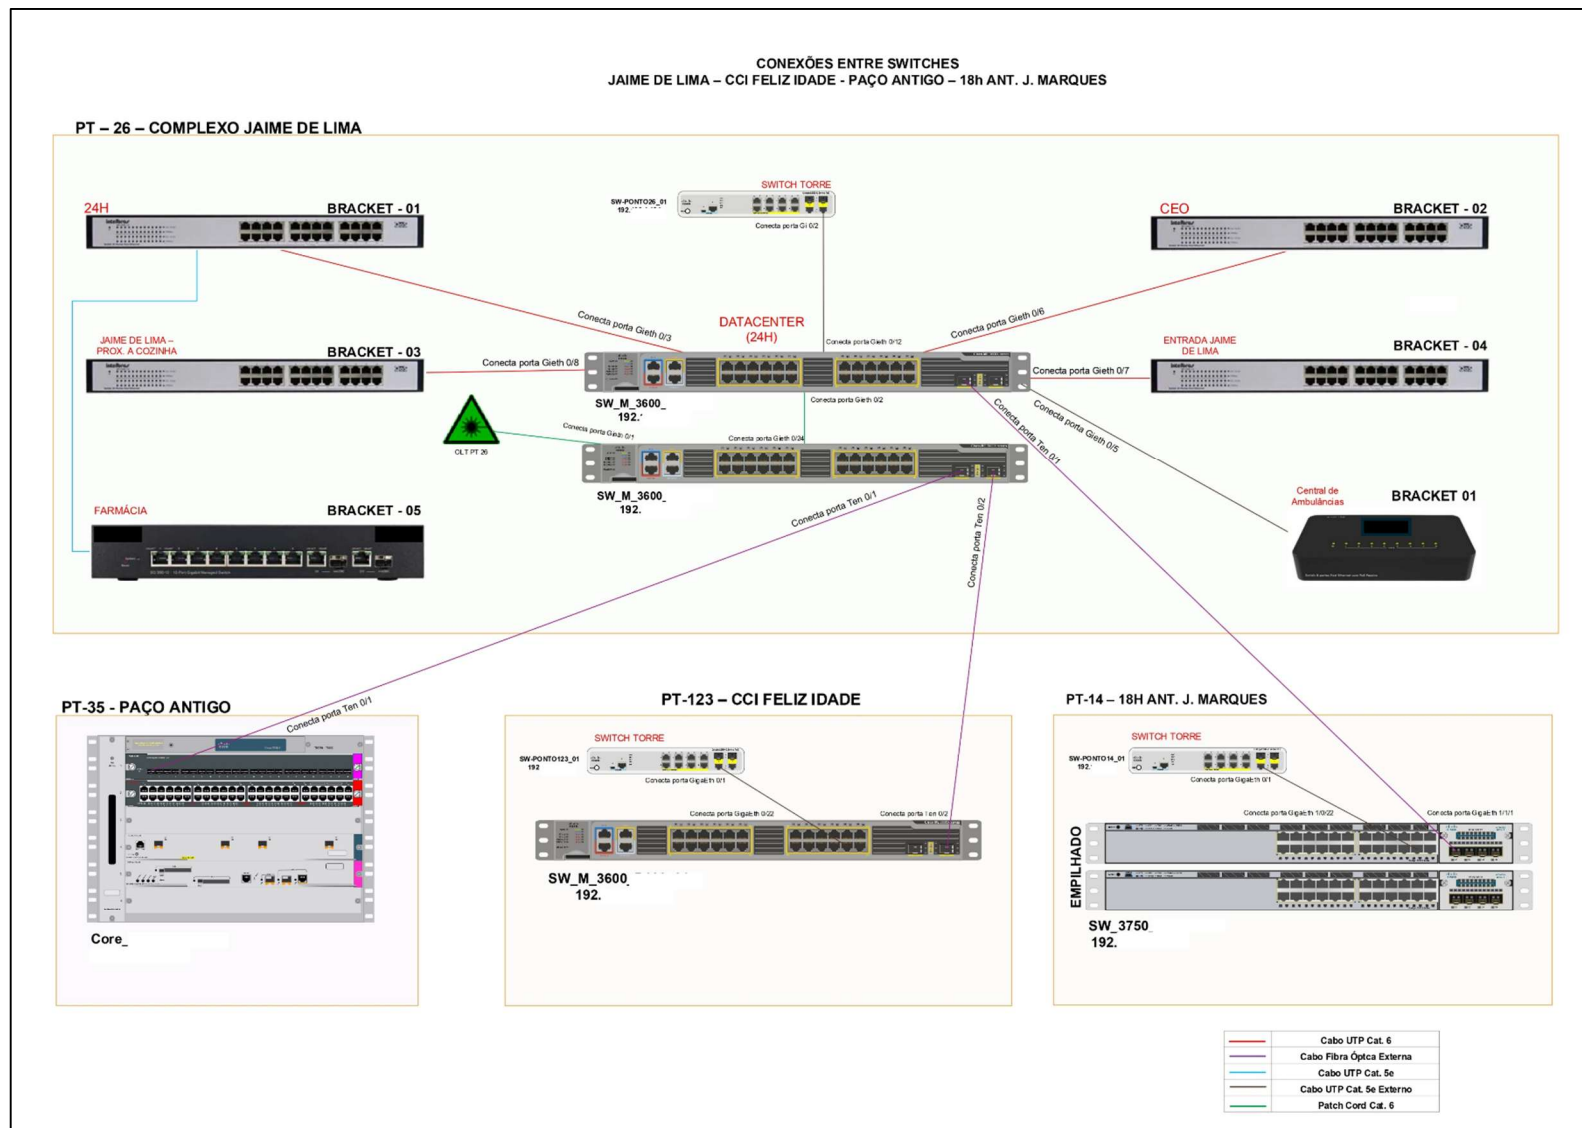 CONEXÕES ENTRE SWITCHES
JAIME DE LIMA – CCI FELIZ IDADE - PAÇO ANTIGO – 18h ANT. J. MARQUES
PT – 26 – COMPLEXO JAIME DE LIMA
24H
BRACKET - 01
SWITCH TORRE
SW-PONTO26_01
192.
Conecta porta Gi 0/2
CEO
BRACKET - 02
Conecta porta Gieth 0/3
DATACENTER
(24H)
Conecta porta Gieth 0/12
Conecta porta Gieth 0/6
JAIME DE LIMA –
PROX. A COZINHA
BRACKET - 03
Conecta porta Gieth 0/8
ENTRADA JAIME
DE LIMA
BRACKET - 04
Conecta porta Gieth 0/7
SW_M_3600_
192.
Conecta porta Gieth 0/2
Conecta porta Gieth 0/1
Conecta porta Gieth 0/24
Conecta porta Ten 0/1
Conecta porta Gieth 0/5
OLT PT 26
SW_M_3600_
192.
Conecta porta Ten 0/1
Conecta porta Ten 0/2
FARMÁCIA
BRACKET - 05
Central de
Ambulâncias
BRACKET 01
PT-35 - PAÇO ANTIGO
Conecta porta Ten 0/1
Core_
PT-123 – CCI FELIZ IDADE
SWITCH TORRE
SW-PONTO123_01
192
Conecta porta GigaEth 0/1
Conecta porta GigaEth 0/22
Conecta porta Ten 0/2
SW_M_3600_
192.
PT-14 – 18H ANT. J. MARQUES
SWITCH TORRE
SW-PONTO14_01
192.
Conecta porta GigaEth 0/1
Conecta porta GigaEth 1/0/22
Conecta porta GigaEth 1/1/1
EMPILHADO
SW_3750_
192.
Cabo UTP Cat. 6
Cabo Fibra Óptca Externa
Cabo UTP Cat. 5e
Cabo UTP Cat. 5e Externo
Patch Cord Cat. 6